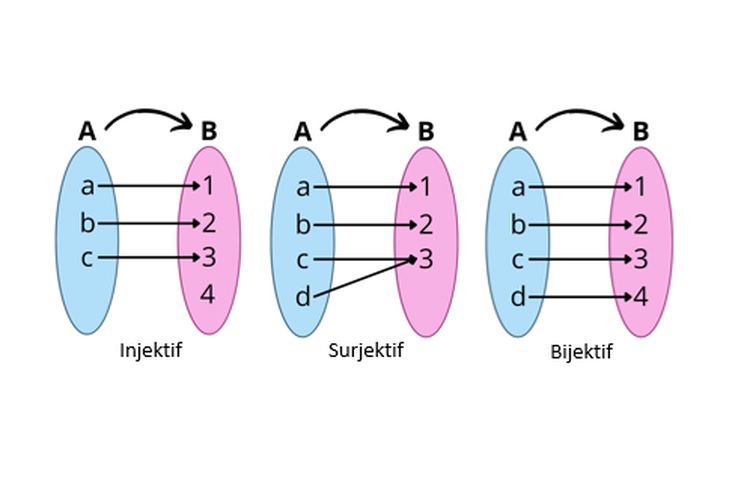 A B
a 1
b 2
c 3
4
Injektif
A B
a 1
b 2
c 3
d
Surjektif
A B
a 1
b 2
c 3
d 4
Bijektif